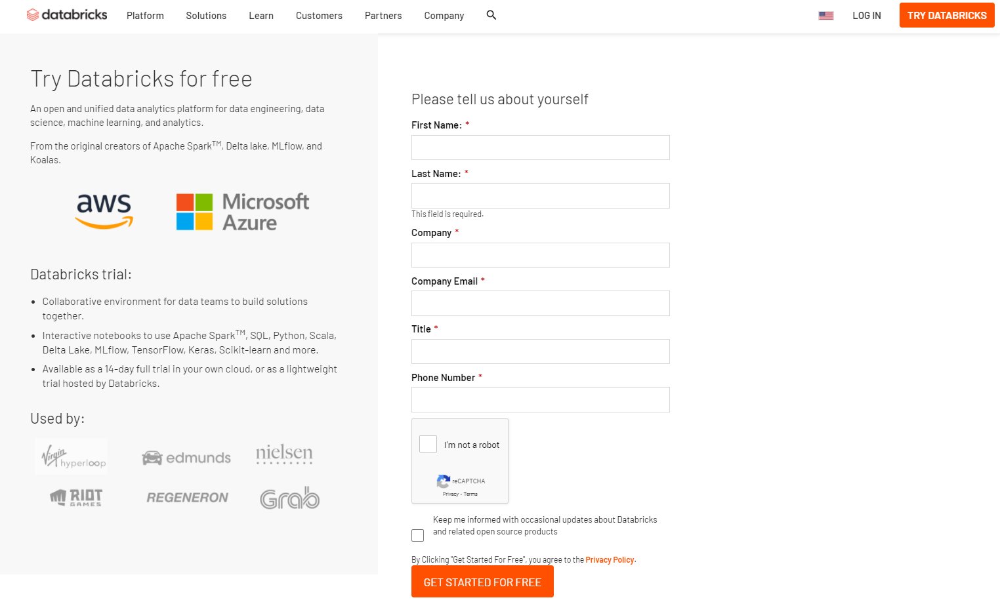 databricks Platform Solutions Learn Customers Partners Company LOG IN TRY DATABRICKS
Try Databricks for free
An open and unified data analytics platform for data engineering, data
science, machine learning, and analytics.
From the original creators of Apache Spark™, Delta lake, MLflow, and
Koalas.
aws Microsoft
Azure
Databricks trial:
• Collaborative environment for data teams to build solutions
together.
• Interactive notebooks to use Apache Spark™, SQL, Python, Scala,
Delta Lake, MLflow, TensorFlow, Keras, Scikit-learn and more.
• Available as a 14-day full trial in your own cloud, or as a lightweight
trial hosted by Databricks.
Used by:
Virgin hyperloop edmunds nielsen
RIOT GAMES REGENERON Grab
Please tell us about yourself
First Name: *
Last Name: *
This field is required.
Company *
Company Email *
Title *
Phone Number *
I'm not a robot
reCAPTCHA
Privacy - Terms
Keep me informed with occasional updates about Databricks
and related open source products
By Clicking "Get Started For Free", you agree to the Privacy Policy.
GET STARTED FOR FREE